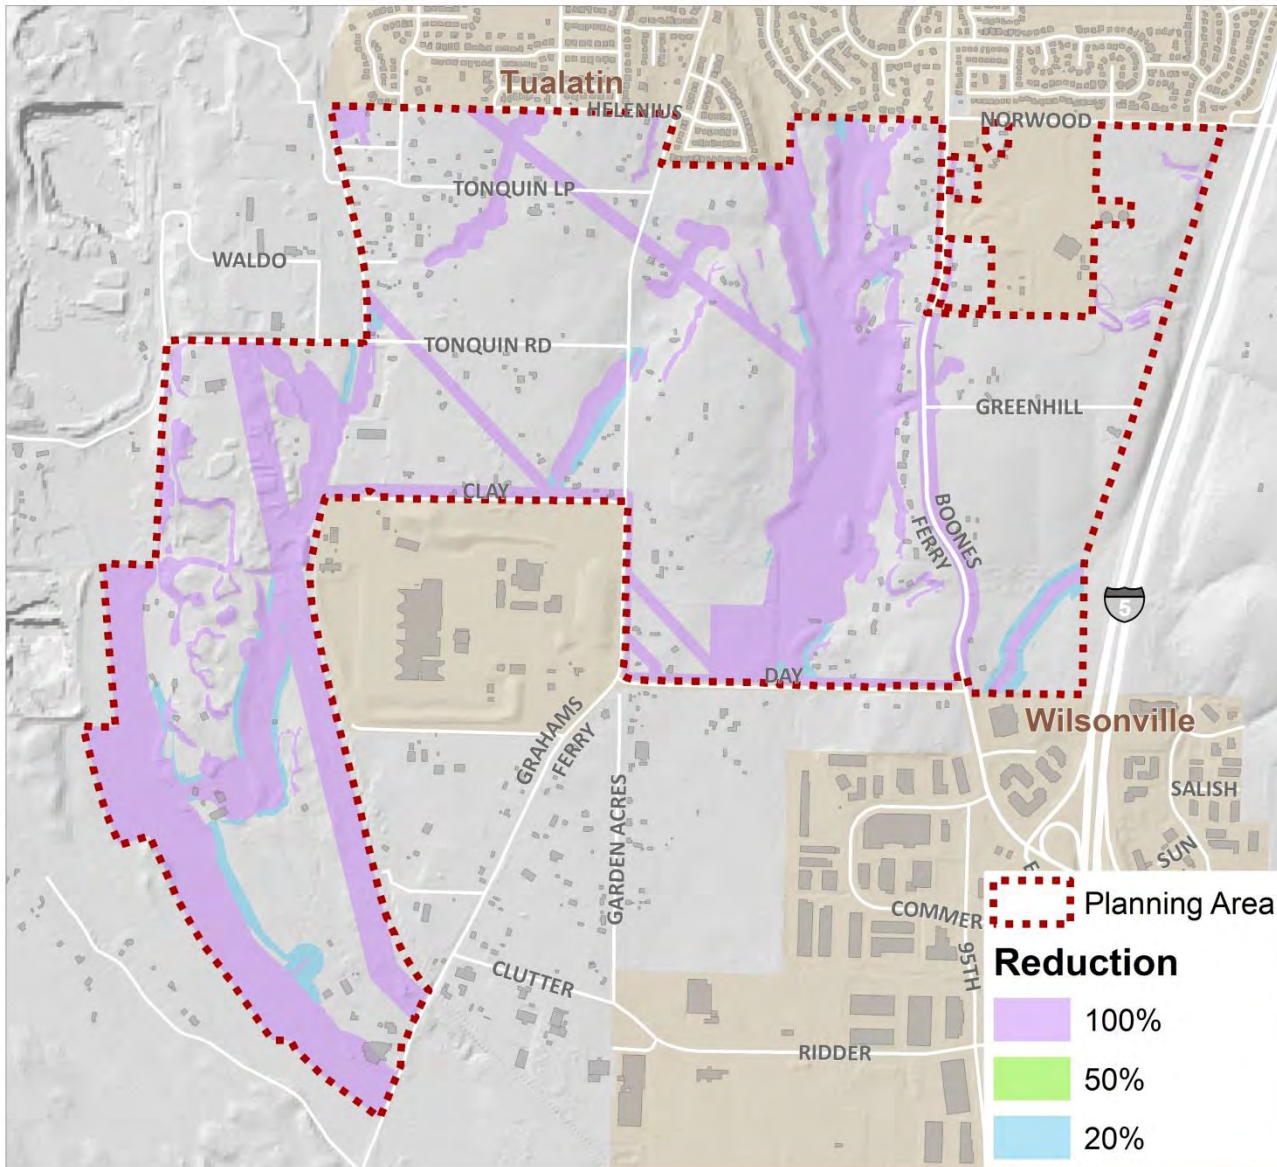 Tualatin
HELENIUS
NORWOOD
TONQUIN LP
WALDO
TONQUIN RD
GREENHILL
CLAY
BOONES
FERRY
5
DAY
Wilsonville
GRAHAMS
FERRY
GARDEN ACRES
SALISH
SUN
E
COMMER
95TH
CLUTTER
RIDDER
Planning Area
Reduction
100%
50%
20%